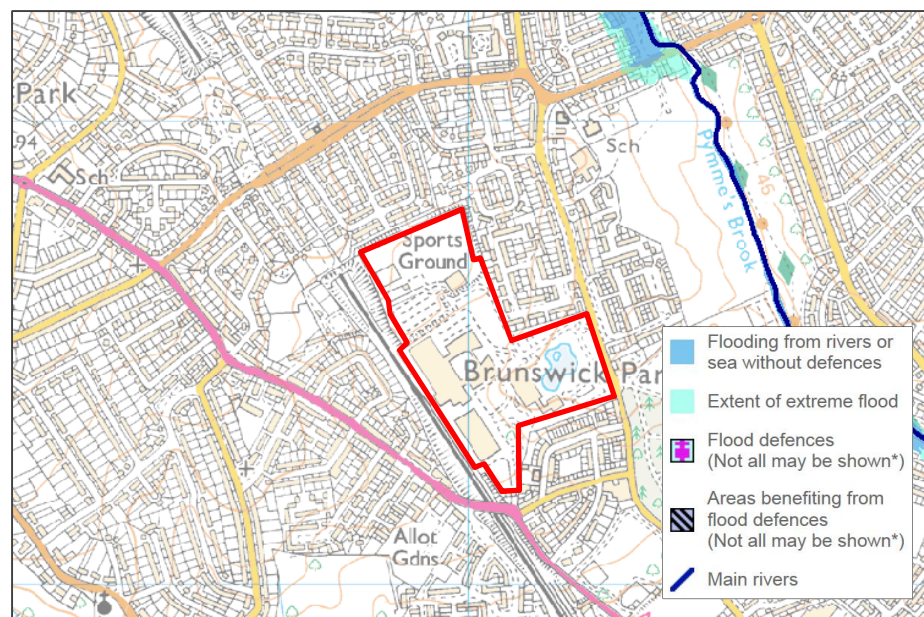 Park
94
Sch
Sch
Sports
Ground
Pymme's Brook
46
Brunswick Par
Allot
Gdns
Flooding from rivers or
sea without defences
Extent of extreme flood
Flood defences
(Not all may be shown*)
Areas benefiting from
flood defences
(Not all may be shown*)
Main rivers